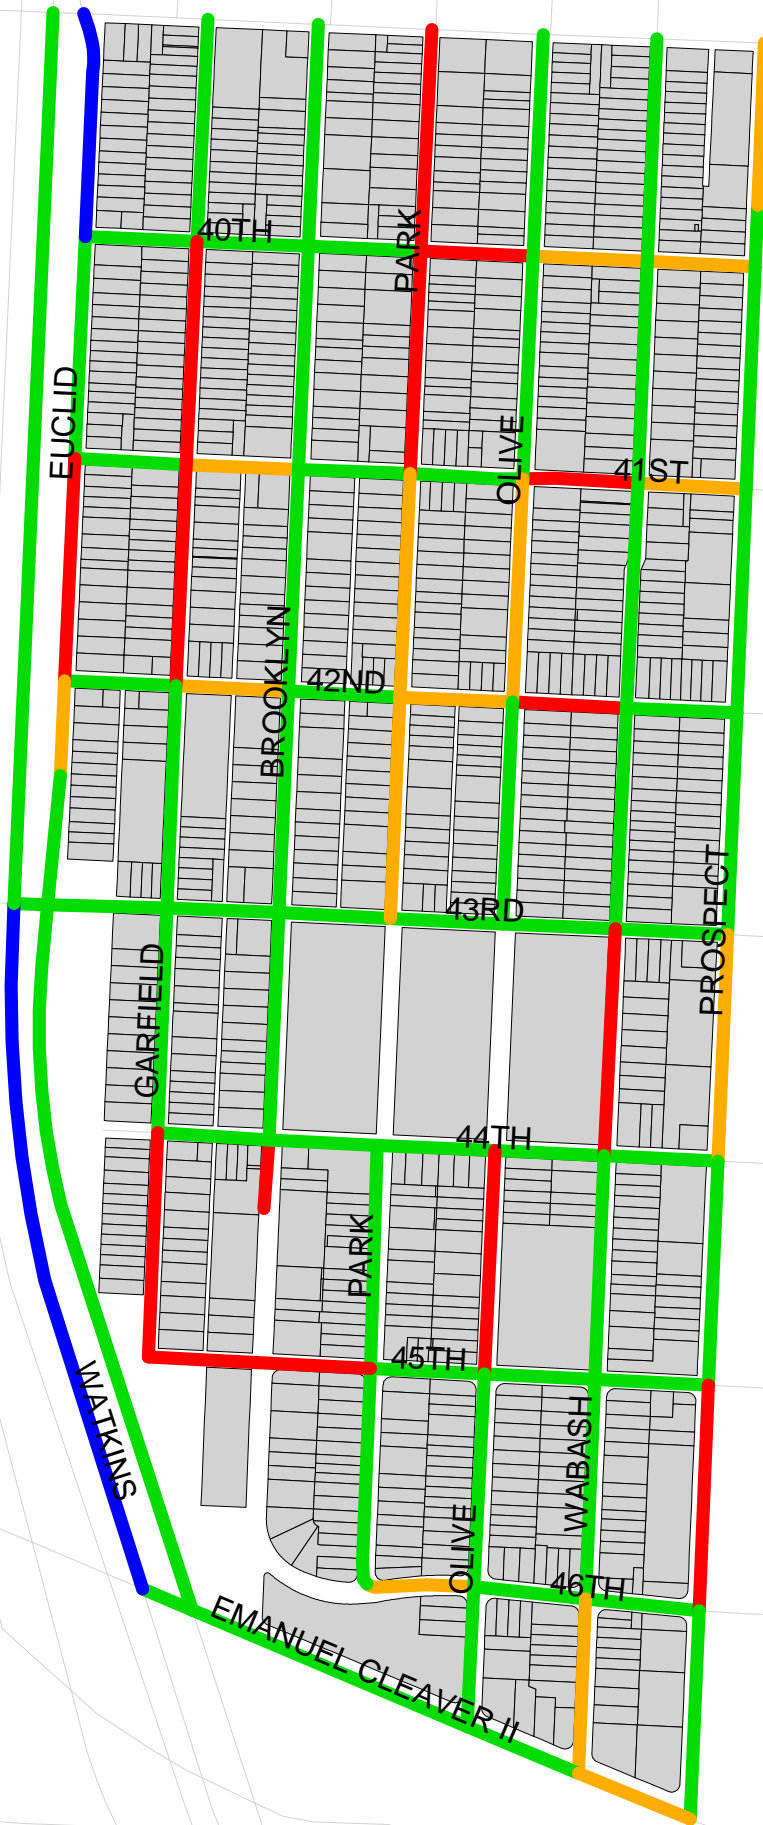 40TH
PARK
EUCLID
OLIVE
41ST
BROOKLYN
42ND
PROSPECT
43RD
GARFIELD
44TH
PARK
45TH
WATKINS
WABASH
OLIVE
46TH
EMANUEL CLEAVER II